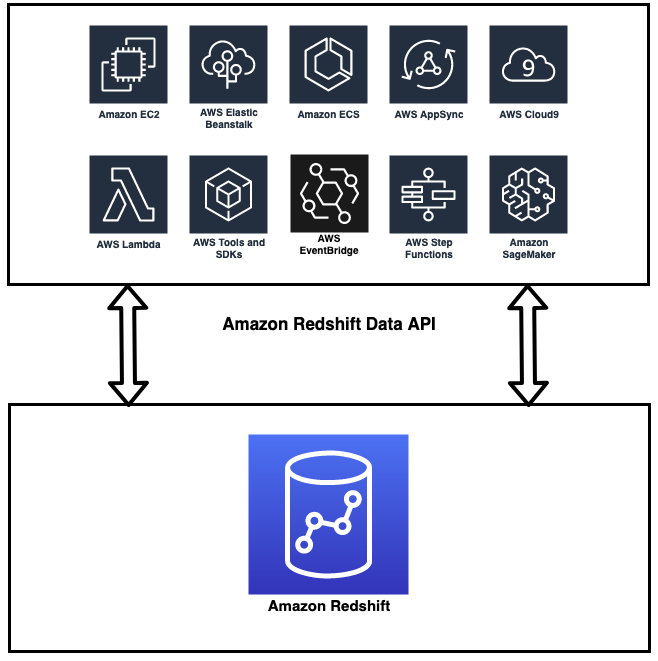 Amazon EC2
AWS Elastic
Beanstalk
Amazon ECS
AWS AppSync
9
AWS Cloud9
AWS Lambda
AWS Tools and
SDKs
AWS
EventBridge
AWS Step
Functions
Amazon
SageMaker
Amazon Redshift Data API
Amazon Redshift